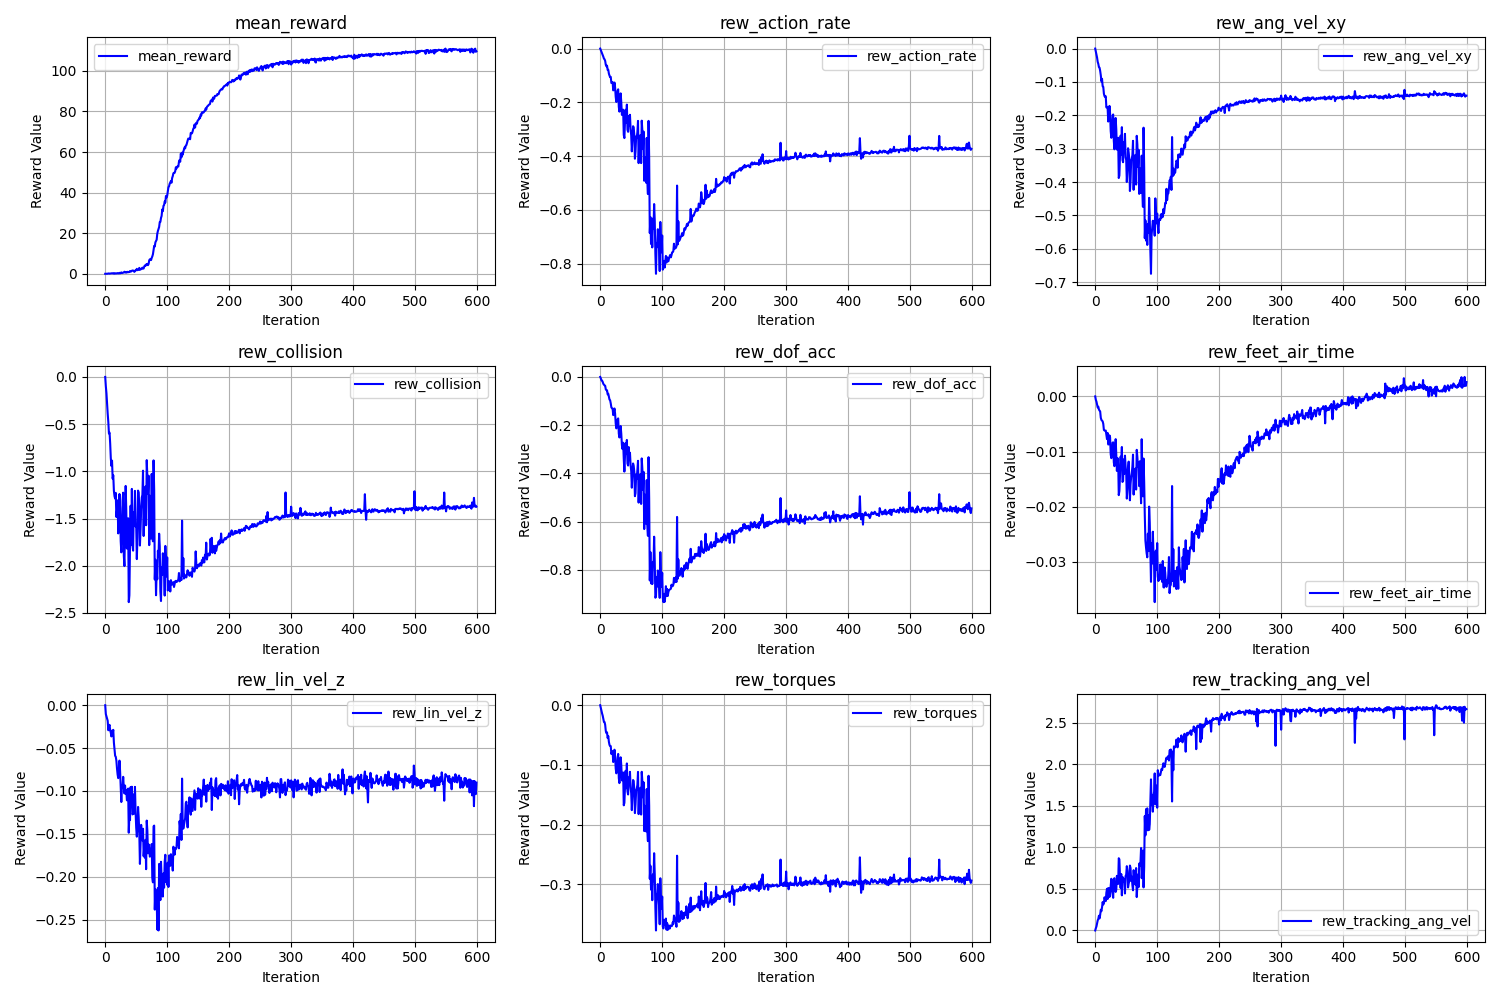 mean_reward
rew_action_rate
rew_ang_vel_xy
Reward Value
100
80
60
40
20
0
mean_reward
0 100 200 300 400 500 600
Iteration
Reward Value
0.0
−0.2
−0.4
−0.6
−0.8
rew_action_rate
0 100 200 300 400 500 600
Iteration
Reward Value
0.0
−0.1
−0.2
−0.3
−0.4
−0.5
−0.6
−0.7
rew_ang_vel_xy
0 100 200 300 400 500 600
Iteration
rew_collision
rew_dof_acc
rew_feet_air_time
Reward Value
0.0
−0.5
−1.0
−1.5
−2.0
−2.5
rew_collision
0 100 200 300 400 500 600
Iteration
Reward Value
0.0
−0.2
−0.4
−0.6
−0.8
rew_dof_acc
0 100 200 300 400 500 600
Iteration
Reward Value
0.00
−0.01
−0.02
−0.03
rew_feet_air_time
0 100 200 300 400 500 600
Iteration
rew_lin_vel_z
rew_torques
rew_tracking_ang_vel
Reward Value
0.00
−0.05
−0.10
−0.15
−0.20
−0.25
rew_lin_vel_z
0 100 200 300 400 500 600
Iteration
Reward Value
0.0
−0.1
−0.2
−0.3
rew_torques
0 100 200 300 400 500 600
Iteration
Reward Value
2.5
2.0
1.5
1.0
0.5
0.0
rew_tracking_ang_vel
0 100 200 300 400 500 600
Iteration